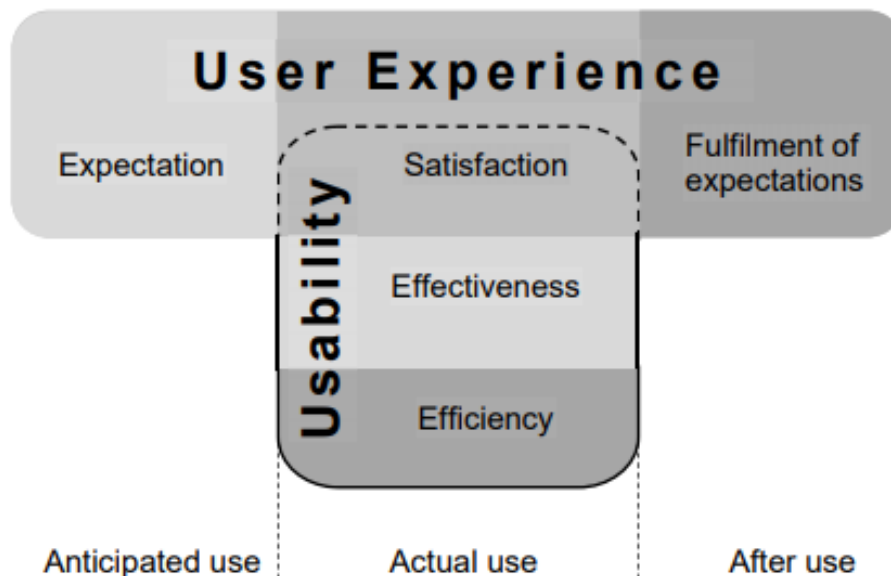 User Experience
Expectation
Satisfaction
Fulfilment of
expectations
Usability
Effectiveness
Efficiency
Anticipated use
Actual use
After use